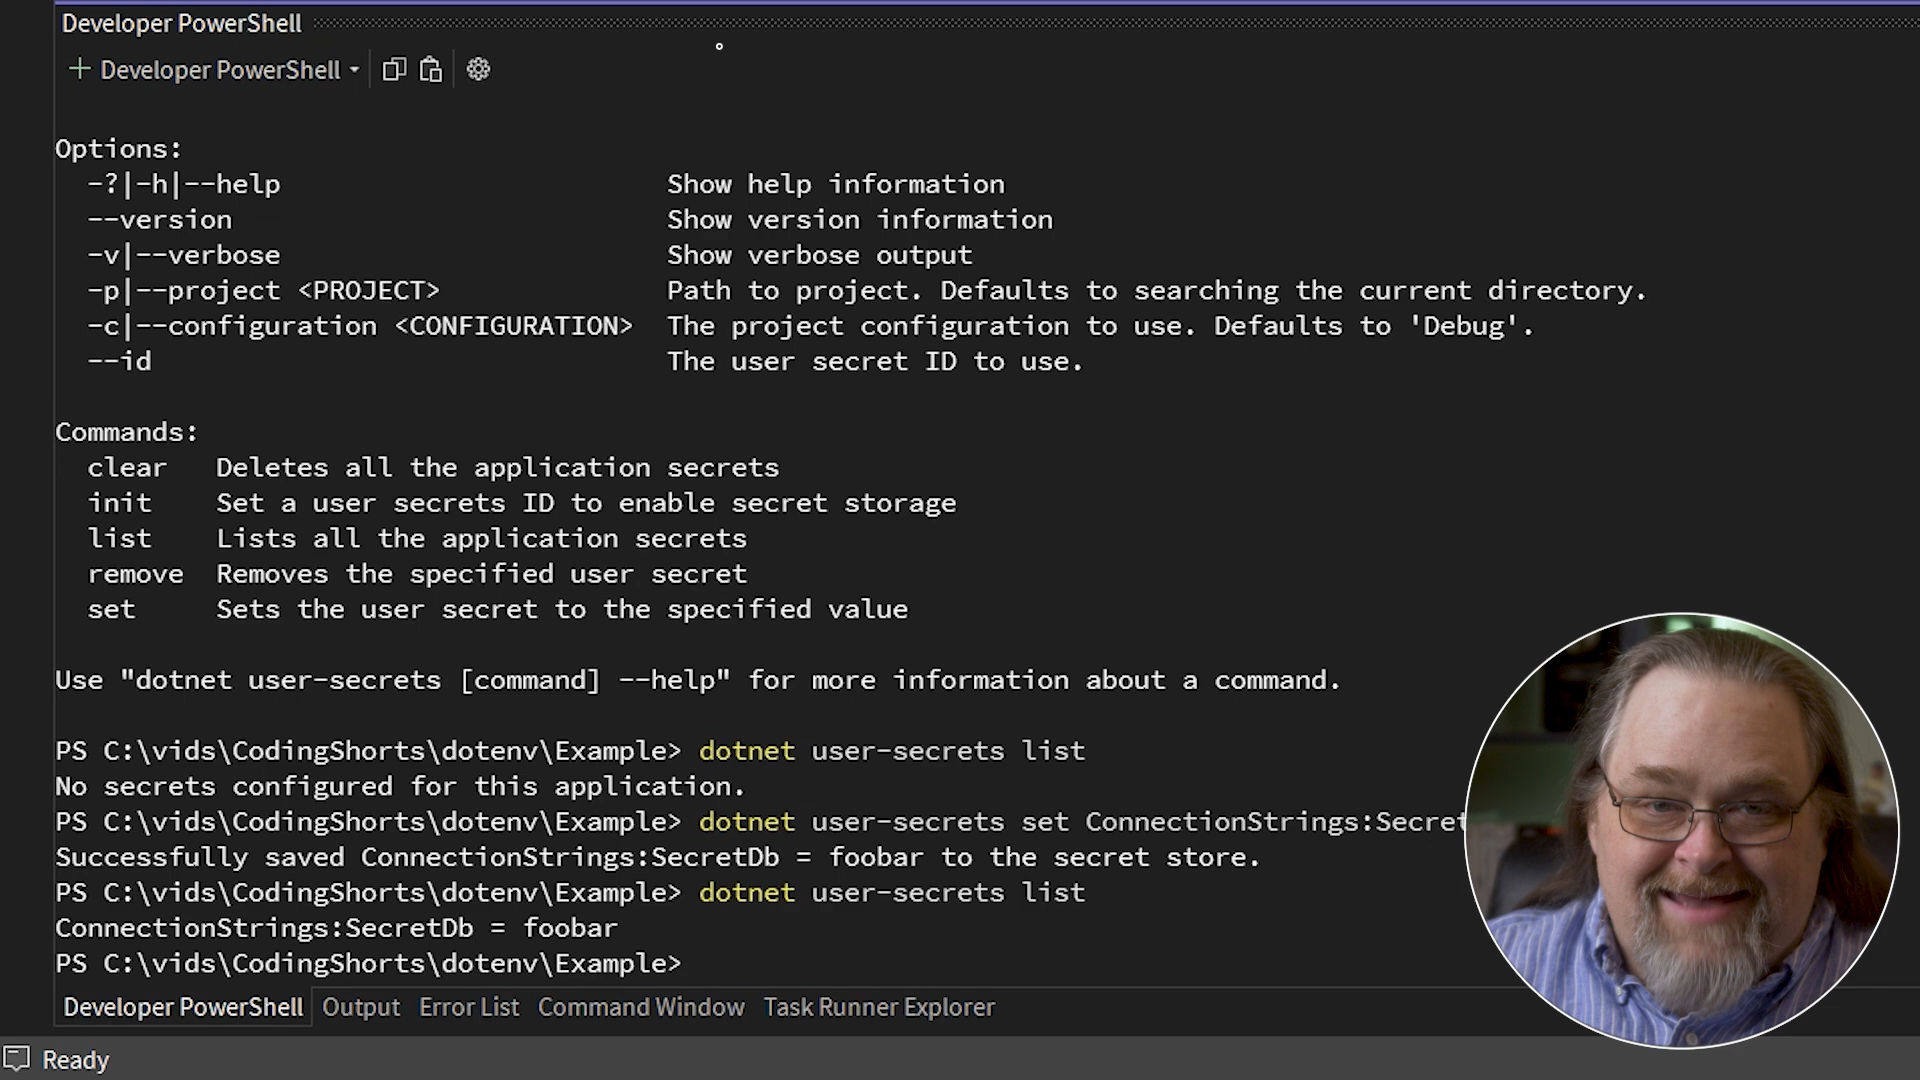 Developer PowerShell
Developer PowerShell
Options:
-?|-h|--help Show help information
--version Show version information
-v|--verbose Show verbose output
-p|--project <PROJECT> Path to project. Defaults to searching the current directory.
-c|--configuration <CONFIGURATION> The project configuration to use. Defaults to 'Debug'.
--id The user secret ID to use.
Commands:
clear Deletes all the application secrets
init Set a user secrets ID to enable secret storage
list Lists all the application secrets
remove Removes the specified user secret
set Sets the user secret to the specified value
Use "dotnet user-secrets [command] --help" for more information about a command.
PS C:\vids\CodingShorts\dotenv\Example> dotnet user-secrets list
No secrets configured for this application.
PS C:\vids\CodingShorts\dotenv\Example> dotnet user-secrets set ConnectionStrings:Secret
Successfully saved ConnectionStrings:SecretDb = foobar to the secret store.
PS C:\vids\CodingShorts\dotenv\Example> dotnet user-secrets list
ConnectionStrings:SecretDb = foobar
PS C:\vids\CodingShorts\dotenv\Example>
Developer PowerShell Output Error List Command Window Task Runner Explorer
Ready